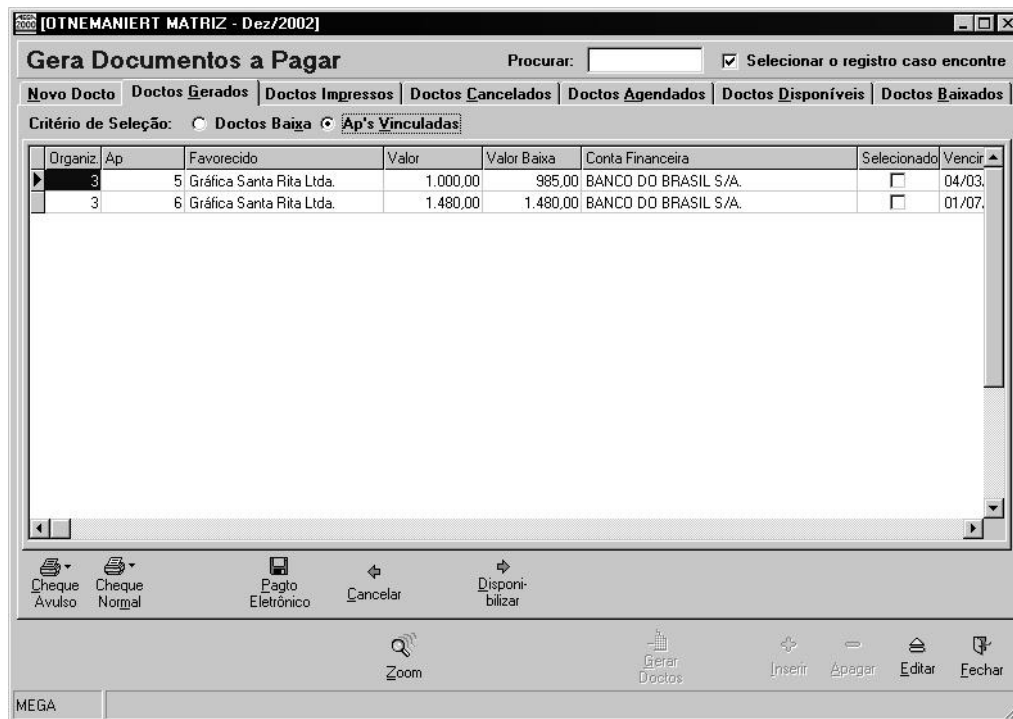 [OTNEMANIERT MATRIZ - Dez/2002]
Gera Documentos a Pagar Procurar: Selecionar o registro caso encontre
Novo Docto Doctos Gerados Doctos Impressos Doctos Cancelados Doctos Agendados Doctos Disponíveis Doctos Baixados
Critério de Seleção: Doctos Baixa Ap's Vinculadas
Organiz. Ap Favorecido Valor Valor Baixa Conta Financeira Selecionado Vencir
3 5 Gráfica Santa Rita Ltda. 1.000,00 985,00 BANCO DO BRASIL S/A. 04/03.
3 6 Gráfica Santa Rita Ltda. 1.480,00 1.480,00 BANCO DO BRASIL S/A. 01/07.
Cheque Avulso
Cheque Normal
Pagto Eletrônico
Cancelar
Disponi-
bilizar
Zoom
Gerar Doctos
Inserir
Apagar
Editar
Fechar
MEGA